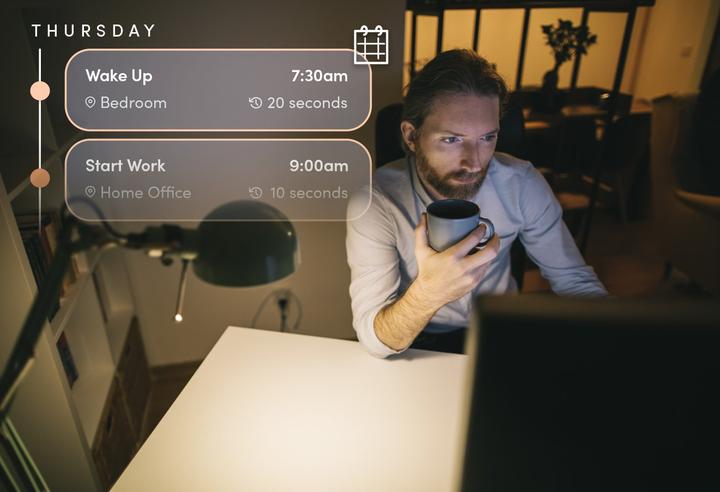 THURSDAY
Wake Up 7:30am
Bedroom 20 seconds
Start Work 9:00am
Home Office 10 seconds